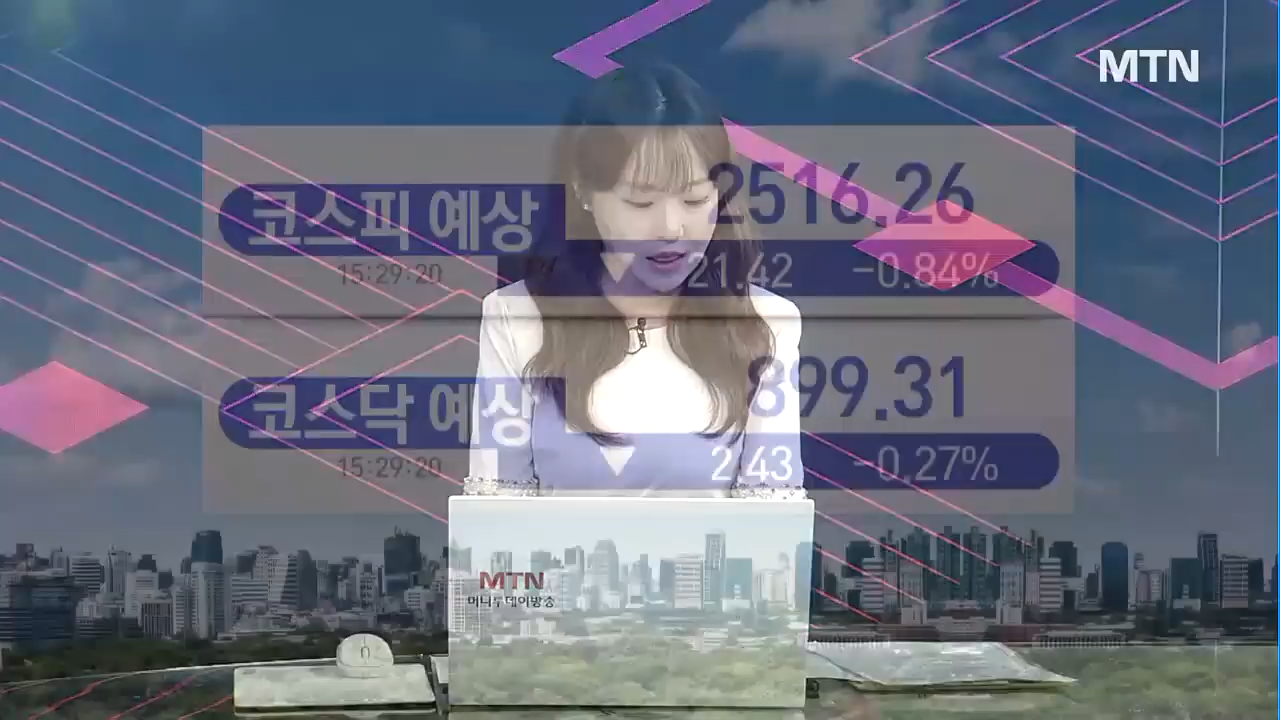 MTN
코스피 예상
2516.26
15:29:20
▼ 21.42 -0.84%
코스닥 예상
899.31
15:29:20
▼ 2.43 -0.27%
MTN
머니투데이방송